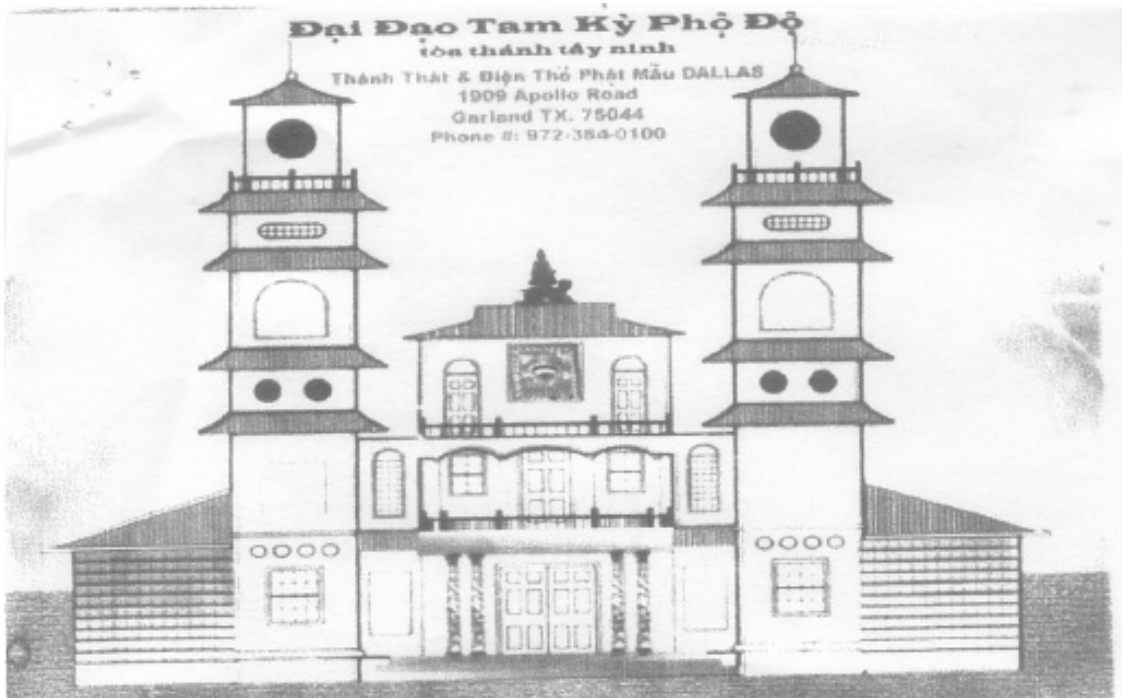 Đại Đạo Tam Kỳ Phổ Độ
tòa thánh tây ninh
Thánh Thất & Điện Thờ Phật Mẫu DALLAS
1909 Apollo Road
Garland TX. 75044
Phone #: 972-384-0100